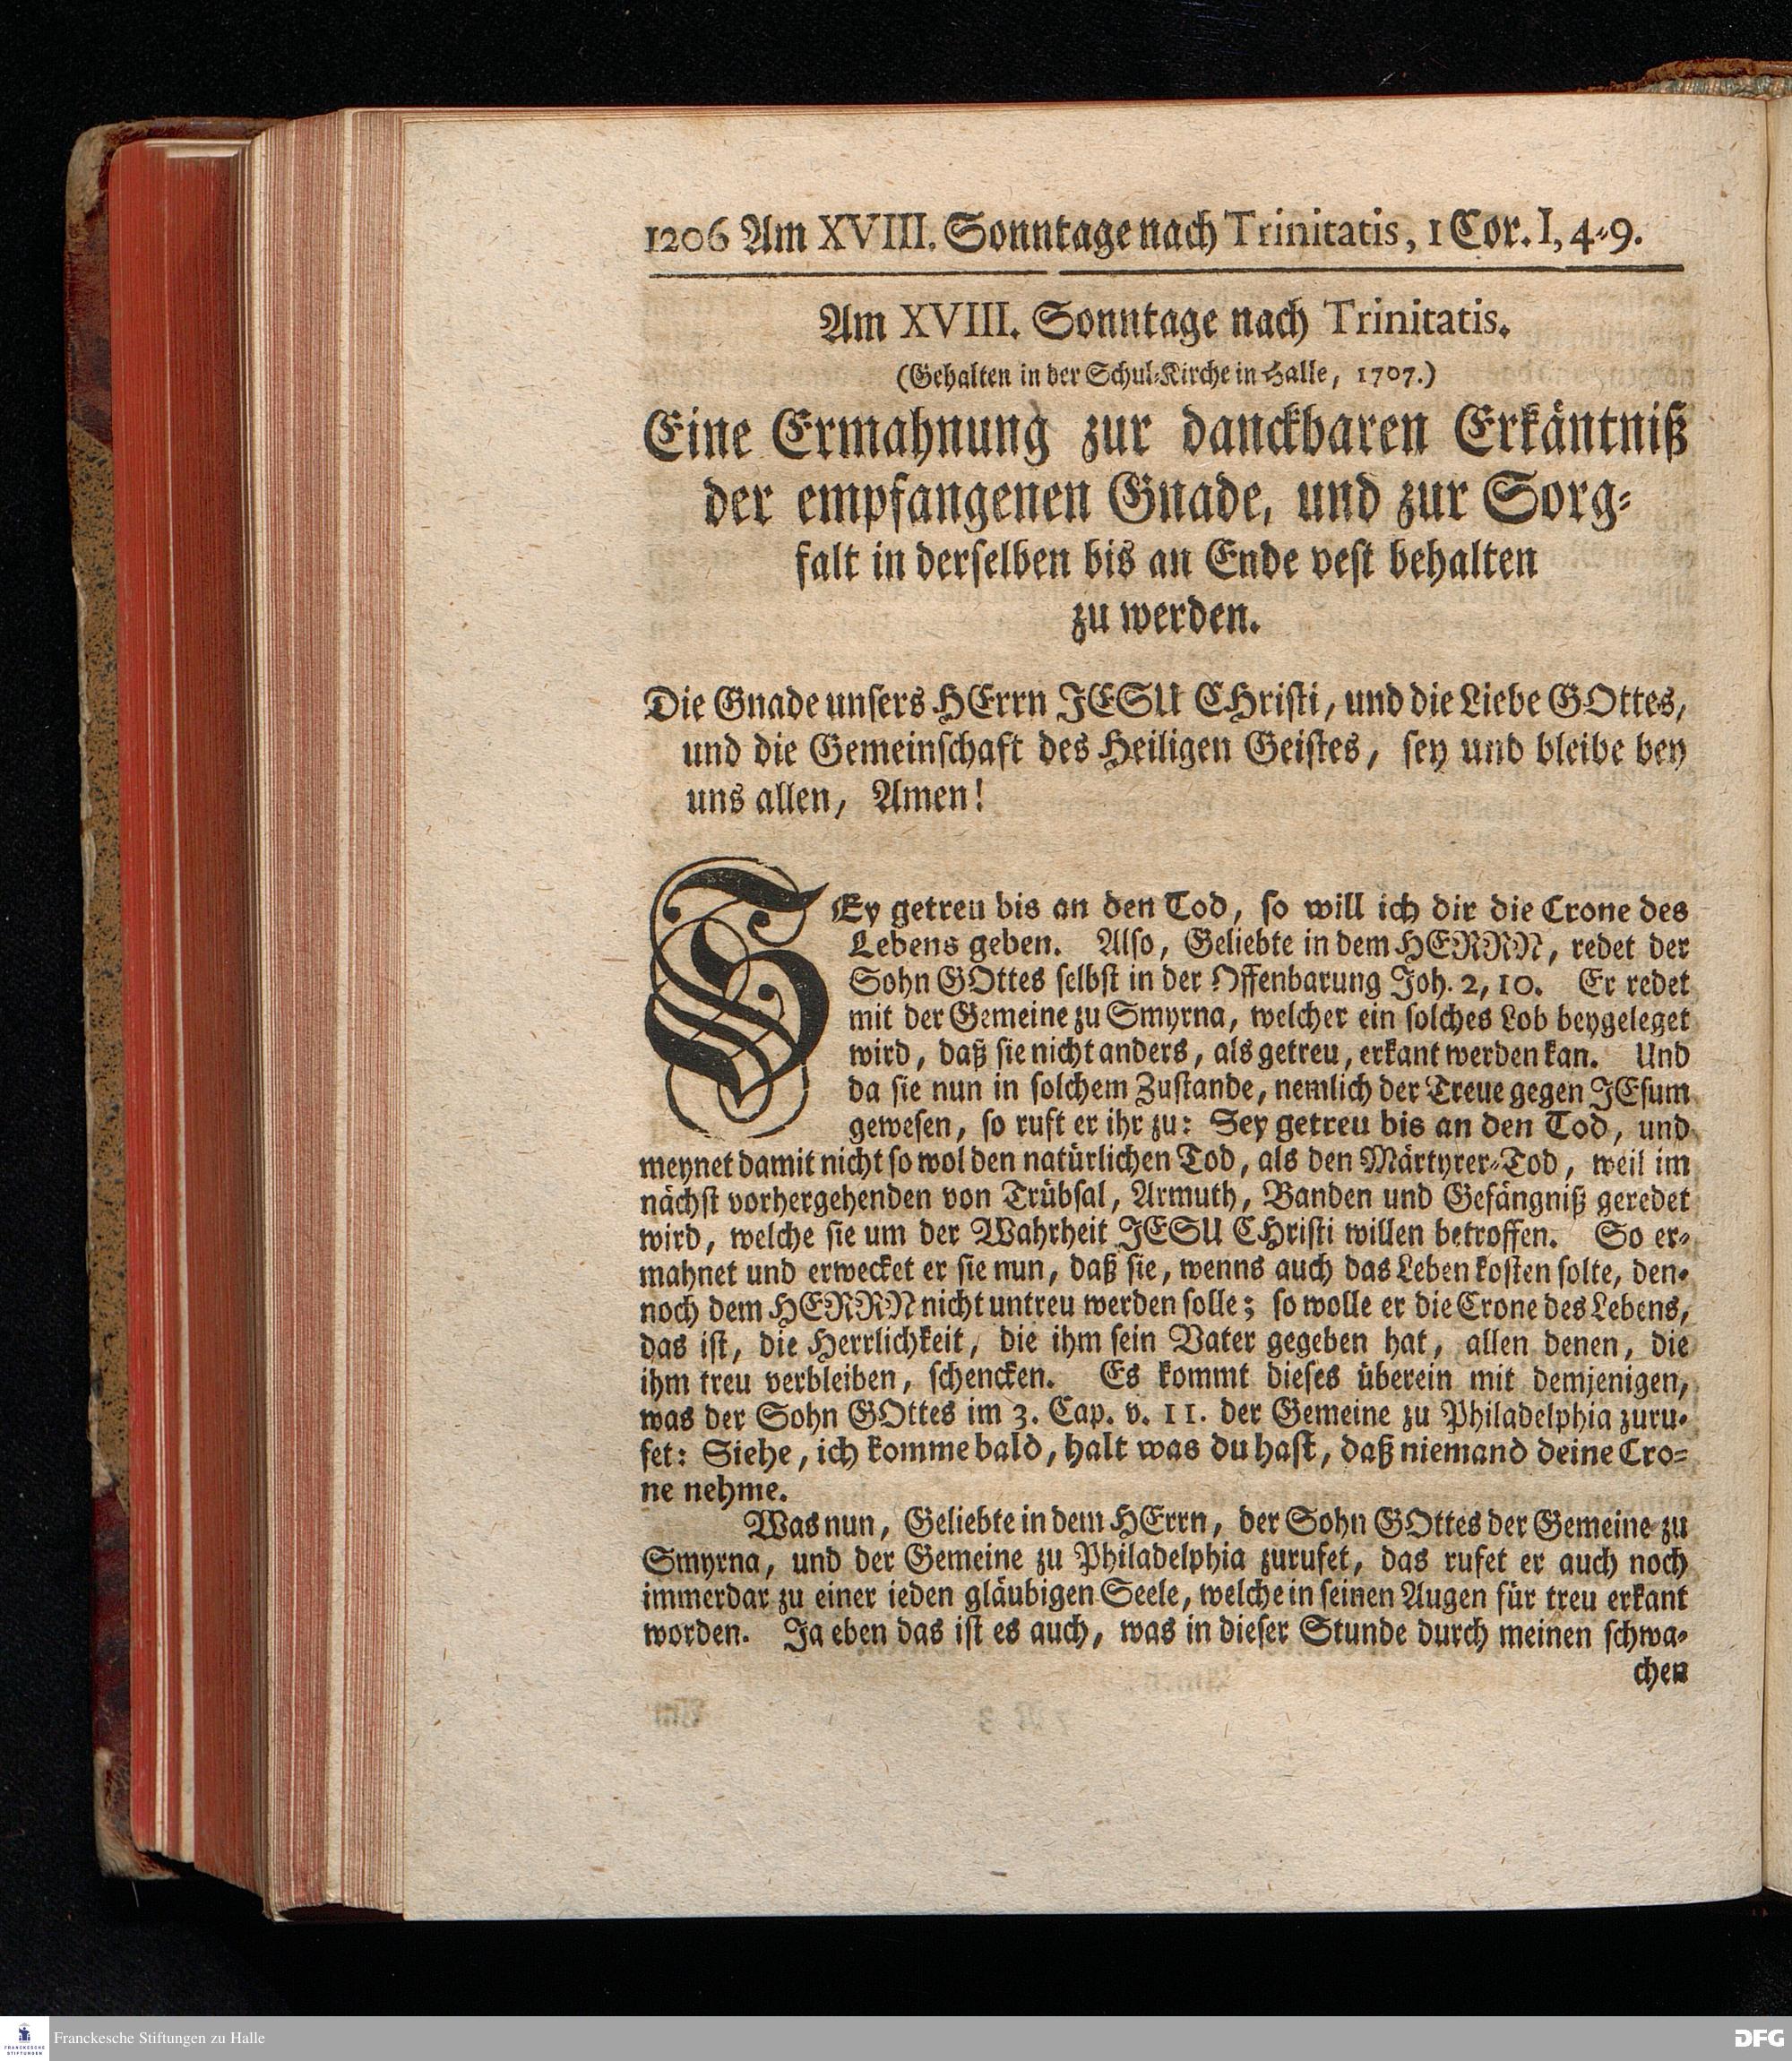 1206 Am XVIII. Sonntage nach Trinitatis, 1 Cor. I, 4-9.
Am XVIII. Sonntage nach Trinitatis.
(Gehalten in der Schul-Kirche in Halle, 1707.)
Eine Ermahnung zur danckbaren Erkäntniß
der empfangenen Gnade, und zur Sorg-
falt in derselben bis an Ende vest behalten
zu werden.
Die Gnade unsers HErrn JESU CHristi, und die Liebe GOttes,
und die Gemeinschaft des Heiligen Geistes, sey und bleibe bey
uns allen, Amen!
SEy getreu bis an den Tod, so will ich dir die Crone des
Lebens geben. Also, Geliebte in dem HERRN, redet der
Sohn GOttes selbst in der Offenbarung Joh. 2, 10. Er redet
mit der Gemeine zu Smyrna, welcher ein solches Lob beygeleget
wird, daß sie nicht anders, als getreu, erkant werden kan. Und
da sie nun in solchem Zustande, nemlich der Treue gegen JEsum
gewesen, so ruft er ihr zu: Sey getreu bis an den Tod, und
meynet damit nicht so wol den natürlichen Tod, als den Märtyrer-Tod, weil im
nächst vorhergehenden von Trübsal, Armuth, Banden und Gefängniß geredet
wird, welche sie um der Wahrheit JESU CHristi willen betroffen. So er-
mahnet und erwecket er sie nun, daß sie, wenns auch das Leben kosten solte, den-
noch dem HERRN nicht untreu werden solle; so wolle er die Crone des Lebens,
das ist, die Herrlichkeit, die ihm sein Vater gegeben hat, allen denen, die
ihm treu verbleiben, schencken. Es kommt dieses überein mit demjenigen,
was der Sohn GOttes im 3. Cap. v. 11. der Gemeine zu Philadelphia zuru-
fet: Siehe, ich komme bald, halt was du hast, daß niemand deine Cro-
ne nehme.
Was nun, Geliebte in dem HErrn, der Sohn GOttes der Gemeine zu
Smyrna, und der Gemeine zu Philadelphia zurufet, das rufet er auch noch
immerdar zu einer ieden gläubigen Seele, welche in seinen Augen für treu erkant
worden. Ja eben das ist es auch, was in dieser Stunde durch meinen schwa-
chen
FRANCKESCHE
STIFTUNGEN
Franckesche Stiftungen zu Halle
DFG